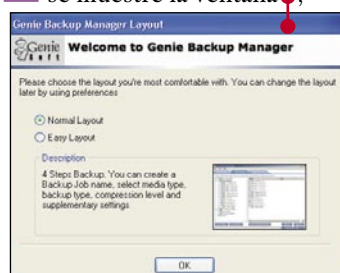 se muestre la ventana
Genie Backup Manager Layout
Genie Soft
Welcome to Genie Backup Manager
Please choose the layout you're most comfortable with. You can change the layout
later by using preferences
Normal Layout
Easy Layout
Description
4 Steps Backup. You can create a
Backup Job name, select media type,
backup type, compression level and
supplementary settings
OK